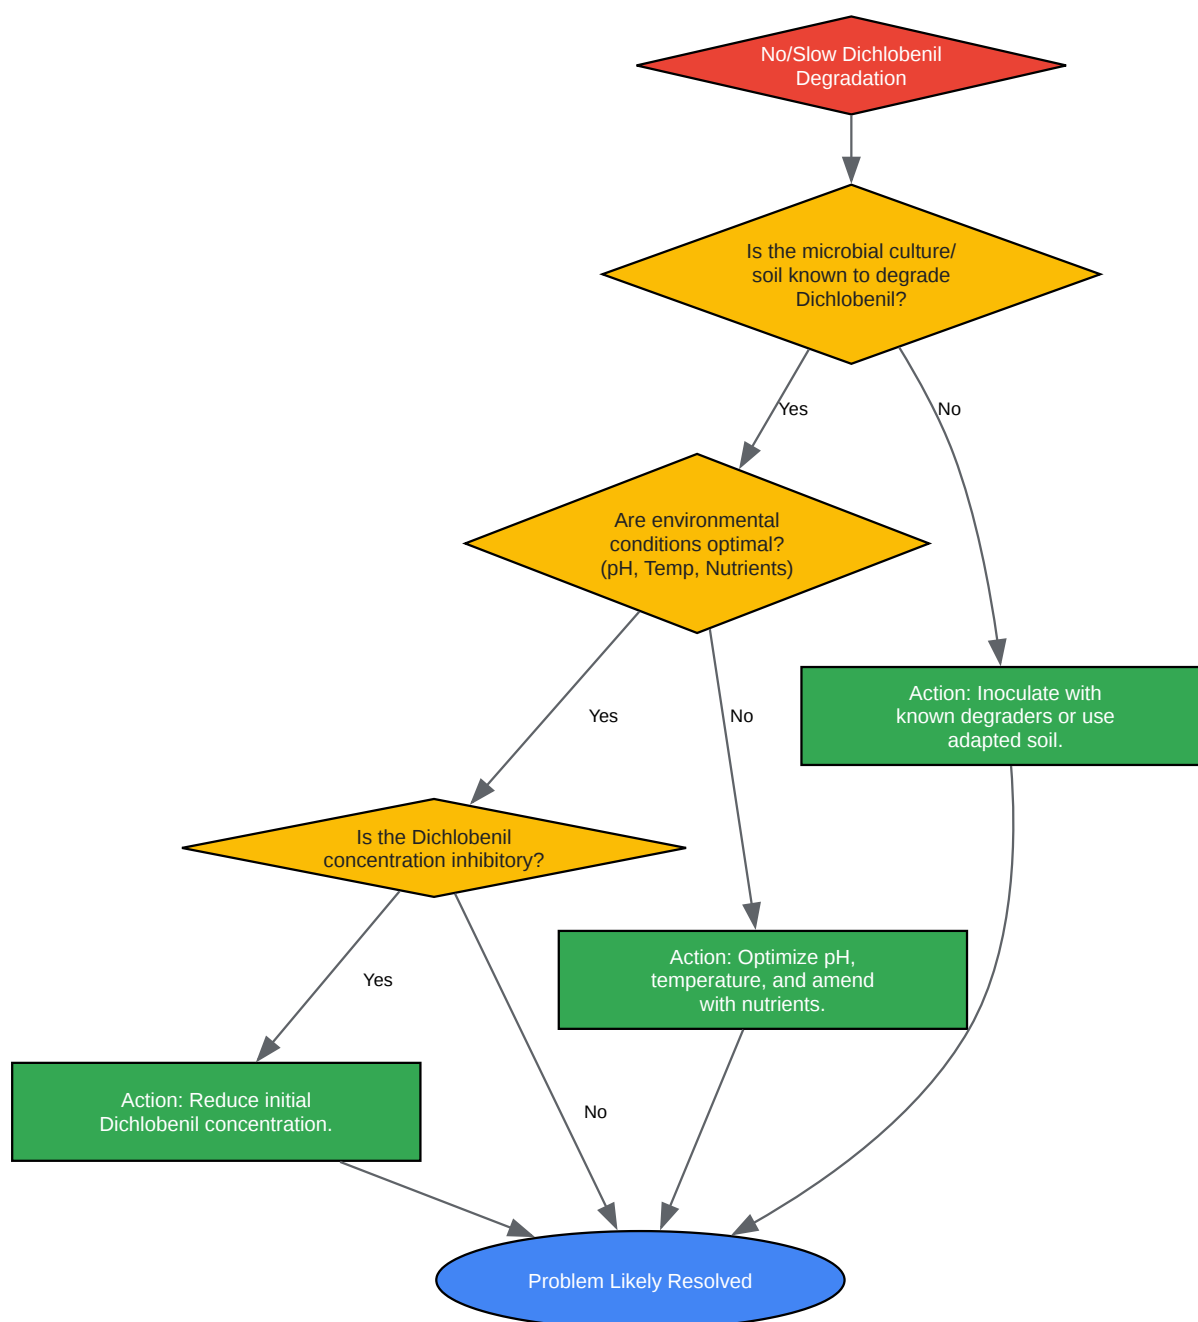 No/Slow Dichlobenil
Degradation
Is the microbial culture/
soil known to degrade
Dichlobenil?
Yes
No
Are environmental
conditions optimal?
(pH, Temp, Nutrients)
Yes
No
Action: Inoculate with
known degraders or use
adapted soil.
Is the Dichlobenil
concentration inhibitory?
Yes
No
Action: Optimize pH,
temperature, and amend
with nutrients.
Action: Reduce initial
Dichlobenil concentration.
Problem Likely Resolved